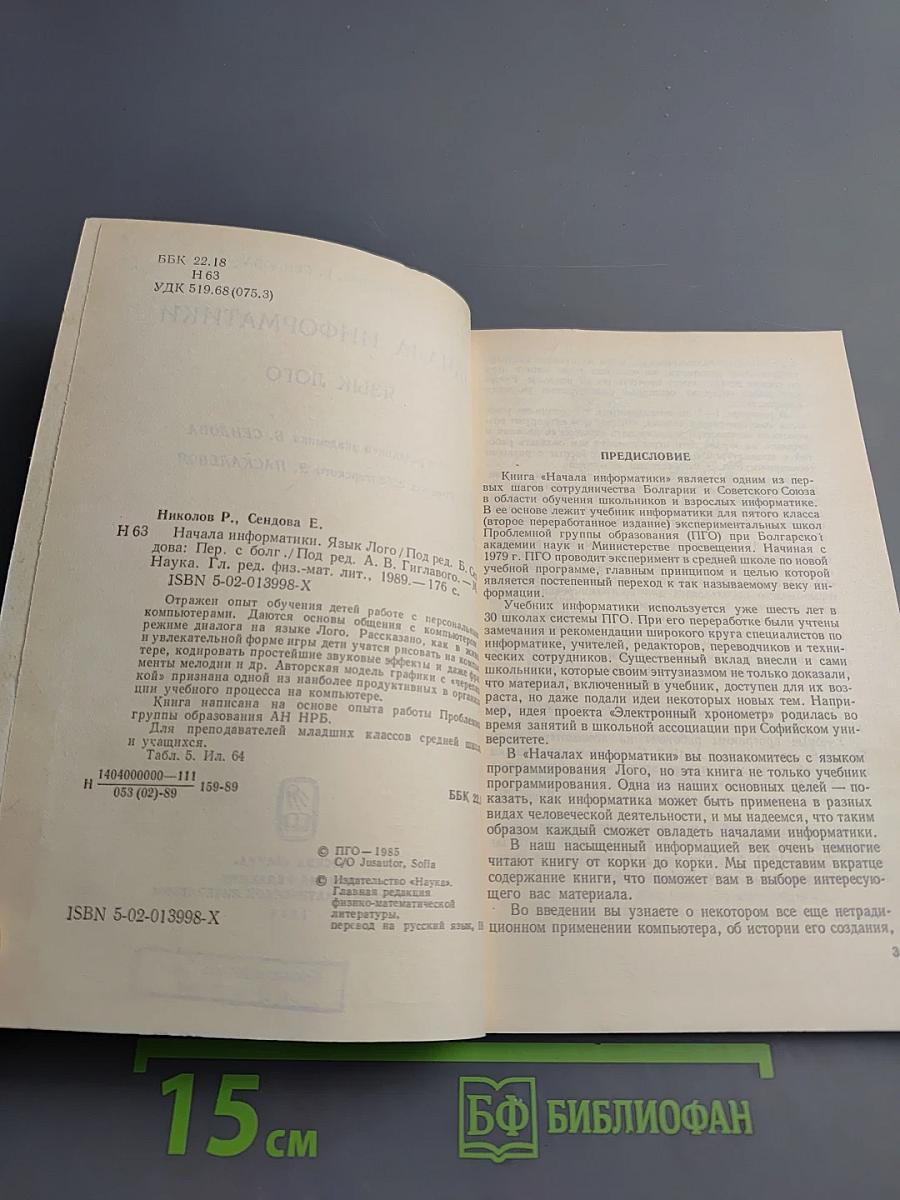 ББК 22.18
Н 63
УДК 519.68 (075.3)
Николов Р., Сендова Е.
Н 63 Начала информатики. Язык Лого/Под ред. Б.
дова: Пер. с болг./Под ред. А. В. Гиглавого.—
Наука. Гл. ред. физ.-мат. лит., 1989.—176 с.
ISBN 5-02-013998-X
Отражен опыт обучения детей работе с
компьютерами. Даются основы общения с компьютером
режиме диалога на языке Лого. Рассказано, как в
и увлекательной форме игры дети учатся рисовать на
тере, кодировать простейшие звуковые эффекты и даже
менты мелодии и др. Авторская модель графики с
кой» признана одной из наиболее продуктивных в
ции учебного процесса на компьютере.
Книга написана на основе опыта работы
группы образования АН НРБ.
Для преподавателей младших классов средней
и учащихся.
Табл. 5. Ил. 64
Н 1404000000—111
053 (02)-89 159-89
ББК
© ПГО—1985
C/O Jusautor, Sofia
© Издательство «Наука».
Главная редакция
физико-математической
литературы,
перевод на русский язык,
ISBN 5-02-013998-X
ПРЕДИСЛОВИЕ
Книга «Начала информатики» является одним из пер-
вых шагов сотрудничества Болгарии и Советского Союза
в области обучения школьников и взрослых информатике.
В ее основе лежит учебник информатики для пятого класса
(второе переработанное издание) экспериментальных школ
Проблемной группы образования (ПГО) при Болгарской
академии наук и Министерстве просвещения. Начиная с
1979 г. ПГО проводит эксперимент в средней школе по новой
учебной программе, главным принципом и целью которой
является постепенный переход к так называемому веку ин-
формации.
Учебник информатики используется уже шесть лет в
30 школах системы ПГО. При его переработке были учтены
замечания и рекомендации широкого круга специалистов по
информатике, учителей, редакторов, переводчиков и техни-
ческих сотрудников. Существенный вклад внесли и сами
школьники, которые своим энтузиазмом не только доказали,
что материал, включенный в учебник, доступен для их воз-
раста, но даже подали идеи некоторых новых тем. Напри-
мер, идея проекта «Электронный хронометр» родилась во
время занятий в школьной ассоциации при Софийском уни-
верситете.
В «Началах информатики» вы познакомитесь с языком
программирования Лого, но эта книга не только учебник
программирования. Одна из наших основных целей — по-
казать, как информатика может быть применена в разных
видах человеческой деятельности, и мы надеемся, что таким
образом каждый сможет овладеть началами информатики.
В наш насыщенный информацией век очень немногие
читают книгу от корки до корки. Мы представим вкратце
содержание книги, что поможет вам в выборе интересую-
щего вас материала.
Во введении вы узнаете о некотором все еще нетради-
ционном применении компьютера, об истории его создания,
3
15 см
БФ БИБЛИОФАН